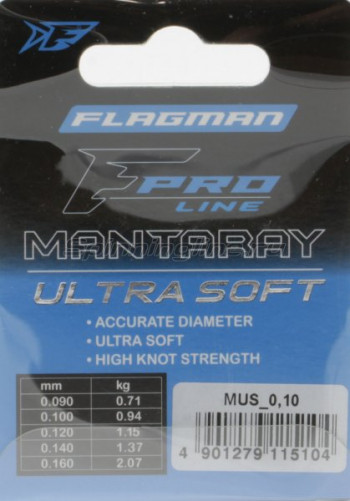 FLAGMAN
F PRO
LINE
MANTARAY
ULTRA SOFT
• ACCURATE DIAMETER
• ULTRA SOFT
• HIGH KNOT STRENGTH
mm kg
0.090 0.71
0.100 0.94
0.120 1.15
0.140 1.37
0.160 2.07
MUS_0,10
4 901279 115104